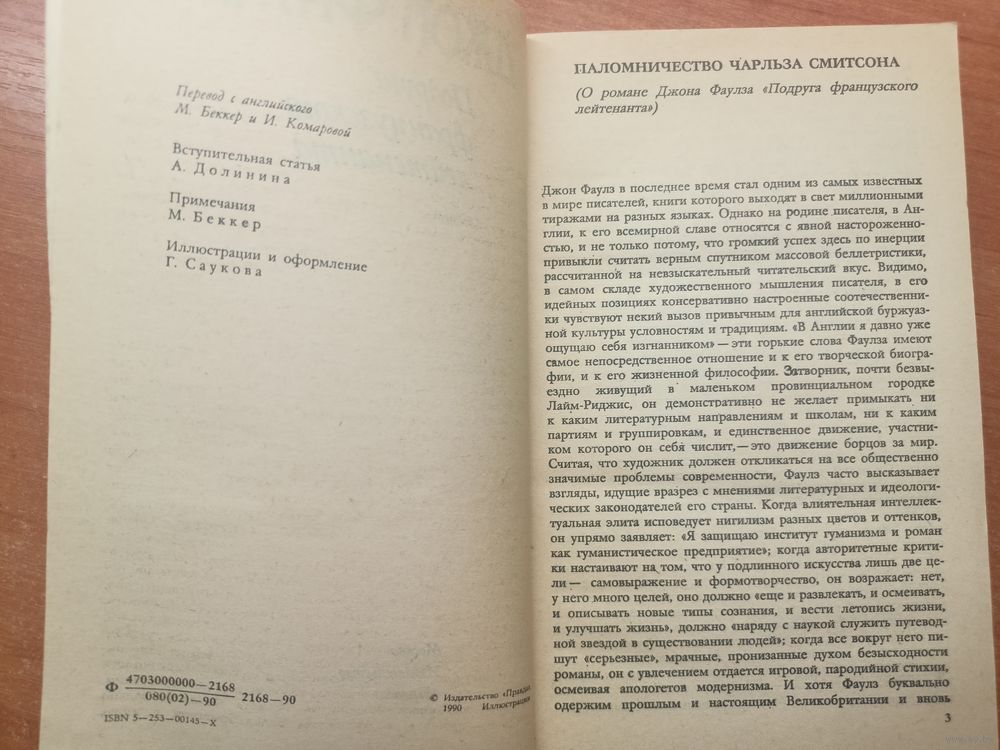 Перевод с английского
М. Беккер и И. Комаровой
Вступительная статья
А. Долинина
Примечания
М. Беккер
Иллюстрации и оформление
Г. Саукова
Ф 4703000000—2168
080(02)—90
2168—90
ISBN 5—253—00145—X
© Издательство «Правда»
1990 Иллюстрации
ПАЛОМНИЧЕСТВО ЧАРЛЬЗА СМИТСОНА
(О романе Джона Фаулза «Подруга французского
лейтенанта»)
Джон Фаулз в последнее время стал одним из самых известных
в мире писателей, книги которого выходят в свет миллионными
тиражами на разных языках. Однако на родине писателя, в Ан-
глии, к его всемирной славе относятся с явной настороженно-
стью, и не только потому, что громкий успех здесь по инерции
привыкли считать верным спутником массовой беллетристики,
рассчитанной на невзыскательный читательский вкус. Видимо,
в самом складе художественного мышления писателя, в его
идейных позициях консервативно настроенные соотечественни-
ки чувствуют некий вызов привычным для английской буржуаз-
ной культуры условностям и традициям. «В Англии я давно уже
ощущаю себя изгнанником» — эти горькие слова Фаулза имеют
самое непосредственное отношение и к его творческой биогра-
фии, и к его жизненной философии. Затворник, почти безвы-
ездно живущий в маленьком провинциальном городке
Лайм-Риджис, он демонстративно не желает примыкать ни
к каким литературным направлениям и школам, ни к каким
партиям и группировкам, и единственное движение, участни-
ком которого он себя числит,—это движение борцов за мир.
Считая, что художник должен откликаться на все общественно
значимые проблемы современности, Фаулз часто высказывает
взгляды, идущие вразрез с мнениями литературных и идеологи-
ческих законодателей его страны. Когда влиятельная интеллек-
туальная элита исповедует нигилизм разных цветов и оттенков,
он упрямо заявляет: «Я защищаю институт гуманизма и роман
как гуманистическое предприятие»; когда авторитетные крити-
ки настаивают на том, что у подлинного искусства лишь две це-
ли — самовыражение и формотворчество, он возражает: нет,
у него много целей, оно должно «еще и развлекать, и осмеивать,
и описывать новые типы сознания, и вести летопись жизни,
и улучшать жизнь», должно «наряду с наукой служить путевод-
ной звездой в существовании людей»; когда все вокруг него пи-
шут «серьезные», мрачные, пронизанные духом безысходности
романы, он с увлечением отдается игровой, пародийной стихии,
осмеивая апологетов модернизма. И хотя Фаулз буквально
одержим прошлым и настоящим Великобритании и вновь
3